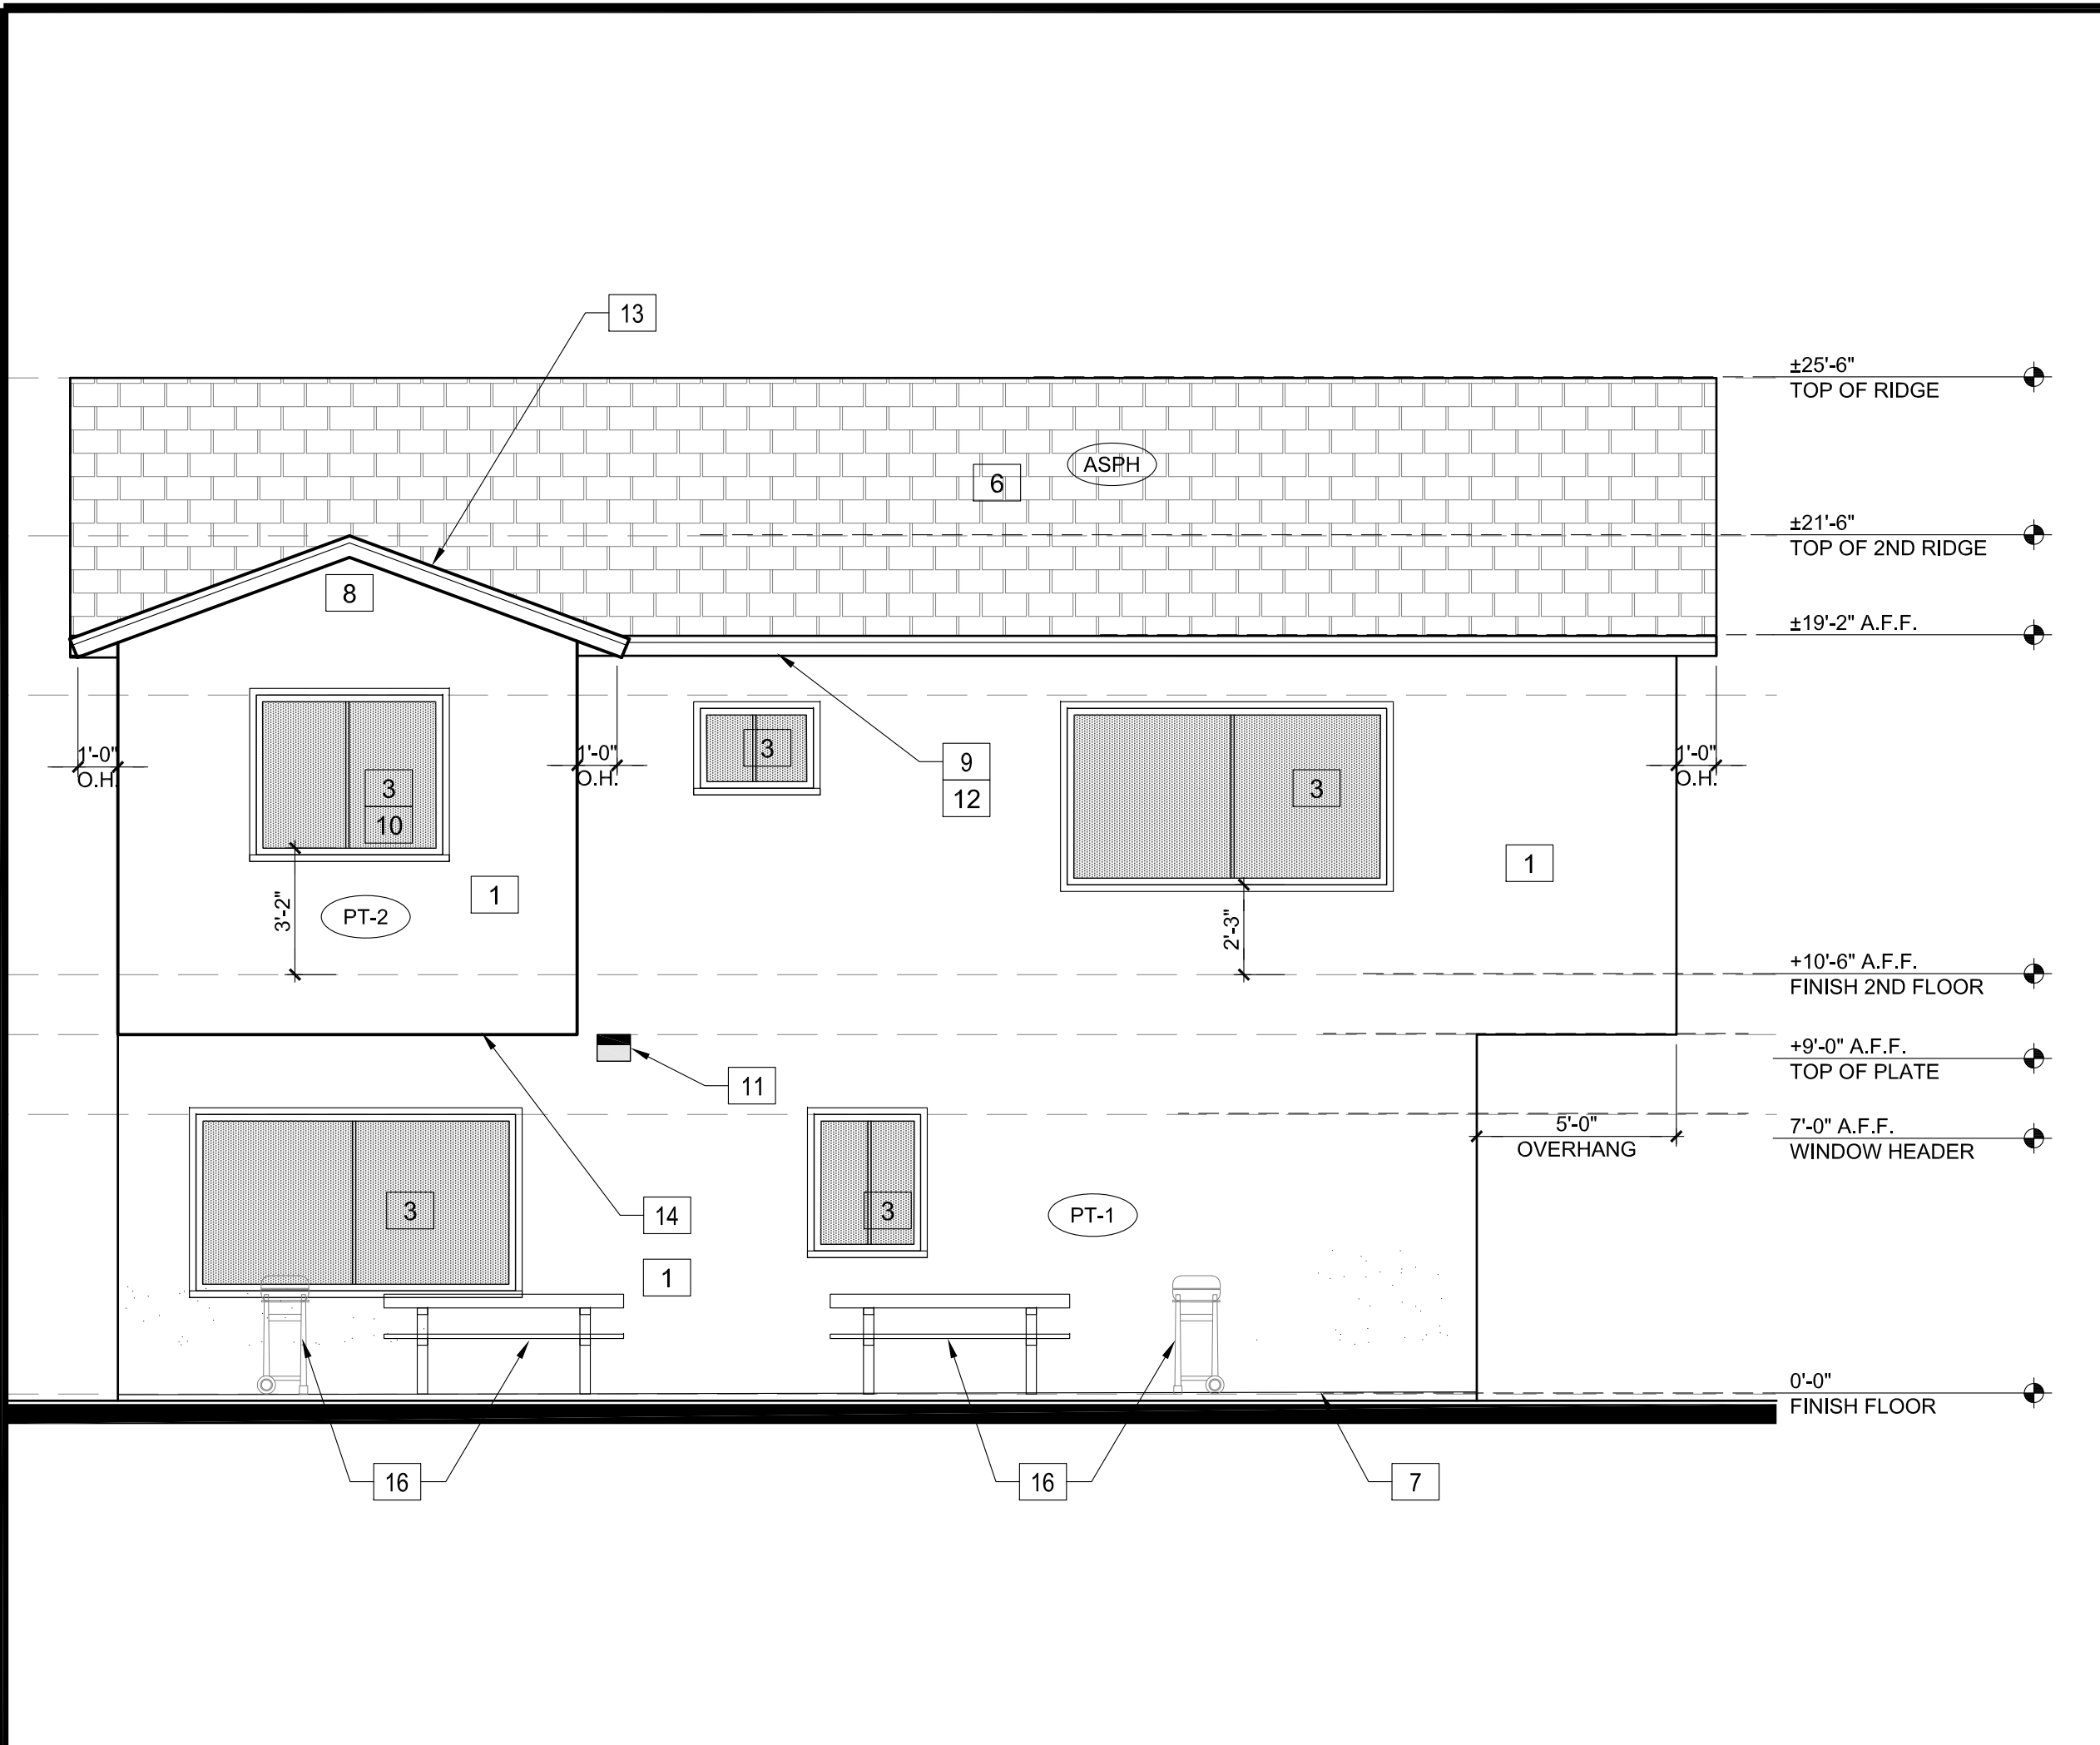 13
±25'-6"
TOP OF RIDGE
ASPH
6
±21'-6"
TOP OF 2ND RIDGE
8
±19'-2" A.F.F.
1'-0"
O.H.
1'-0"
O.H.
3
9
12
3
1'-0"
O.H.
3
10
1
1
3'-2"
PT-2
2'-3"
+10'-6" A.F.F.
FINISH 2ND FLOOR
+9'-0" A.F.F.
TOP OF PLATE
11
5'-0"
OVERHANG
7'-0" A.F.F.
WINDOW HEADER
3
14
3
PT-1
1
0'-0"
FINISH FLOOR
16
16
7